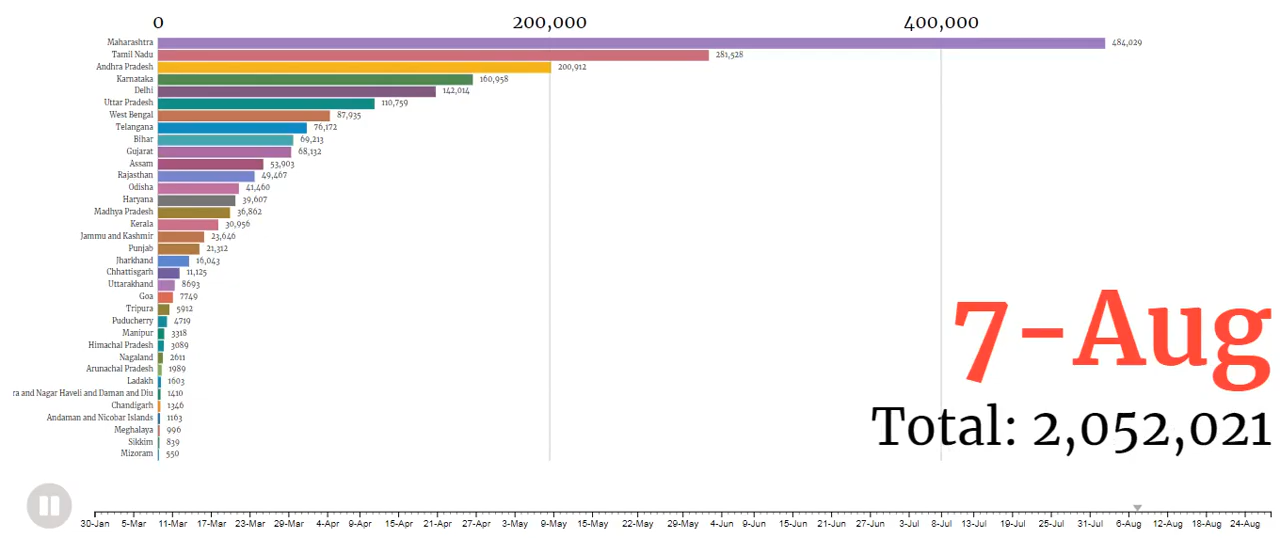 0 200,000 400,000
Maharashtra 484,029
Tamil Nadu 281,528
Andhra Pradesh 200,912
Karnataka 160,958
Delhi 142,014
Uttar Pradesh 110,759
West Bengal 87,935
Telangana 76,172
Bihar 69,213
Gujarat 68,132
Assam 53,903
Rajasthan 49,467
Odisha 41,460
Haryana 39,607
Madhya Pradesh 36,862
Kerala 30,956
Jammu and Kashmir 23,646
Punjab 21,312
Jharkhand 16,043
Chhattisgarh 11,125
Uttarakhand 8693
Goa 7749
Tripura 5912
Puducherry 4719
Manipur 3318
Himachal Pradesh 3089
Nagaland 2611
Arunachal Pradesh 1989
Ladakh 1603
ra and Nagar Haveli and Daman and Diu 1410
Chandigarh 1346
Andaman and Nicobar Islands 1163
Meghalaya 996
Sikkim 839
Mizoram 550
7-Aug
Total: 2,052,021
30-Jan 5-Mar 11-Mar 17-Mar 23-Mar 29-Mar 4-Apr 9-Apr 15-Apr 21-Apr 27-Apr 3-May 9-May 15-May 22-May 29-May 4-Jun 9-Jun 15-Jun 21-Jun 27-Jun 3-Jul 8-Jul 13-Jul 19-Jul 25-Jul 31-Jul 6-Aug 12-Aug 18-Aug 24-Aug